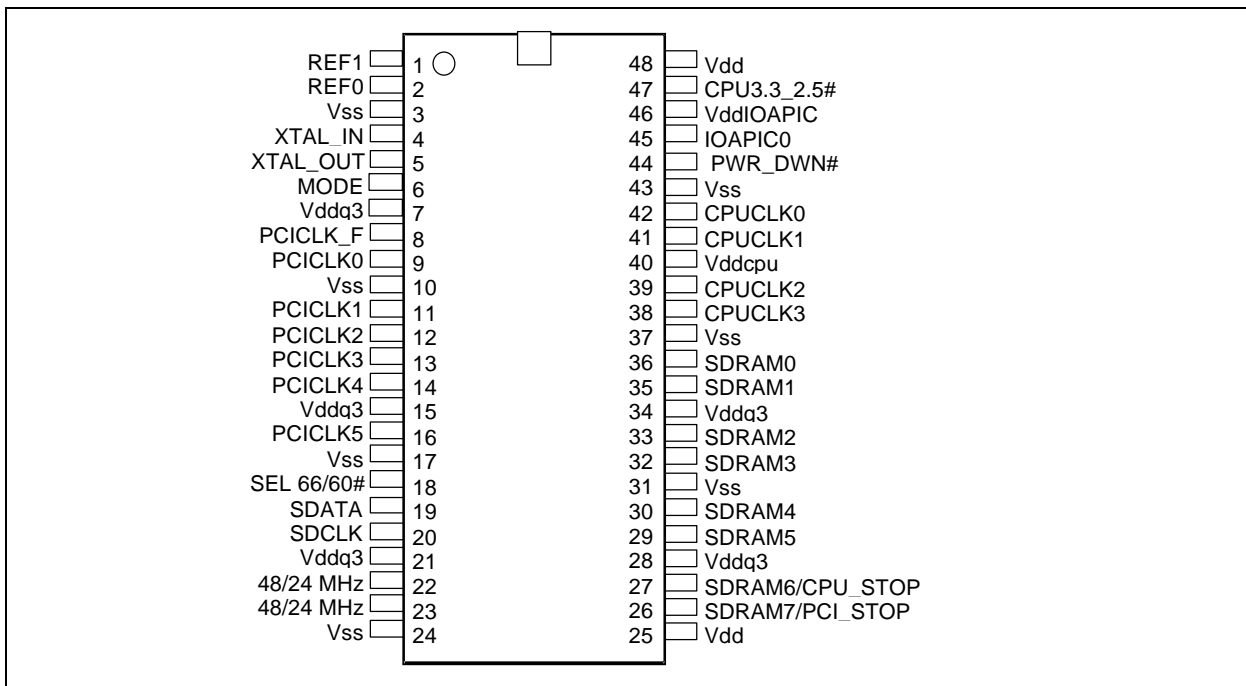 REF1 1 48 Vdd
REF0 2 47 CPU3.3_2.5#
Vss 3 46 VddIOAPIC
XTAL_IN 4 45 IOAPIC0
XTAL_OUT 5 44 PWR_DWN#
MODE 6 43 Vss
Vddq3 7 42 CPUCLK0
PCICLK_F 8 41 CPUCLK1
PCICLK0 9 40 Vddcpu
Vss 10 39 CPUCLK2
PCICLK1 11 38 CPUCLK3
PCICLK2 12 37 Vss
PCICLK3 13 36 SDRAM0
PCICLK4 14 35 SDRAM1
Vddq3 15 34 Vddq3
PCICLK5 16 33 SDRAM2
Vss 17 32 SDRAM3
SEL 66/60# 18 31 Vss
SDATA 19 30 SDRAM4
SDCLK 20 29 SDRAM5
Vddq3 21 28 Vddq3
48/24 MHz 22 27 SDRAM6/CPU_STOP
48/24 MHz 23 26 SDRAM7/PCI_STOP
Vss 24 25 Vdd